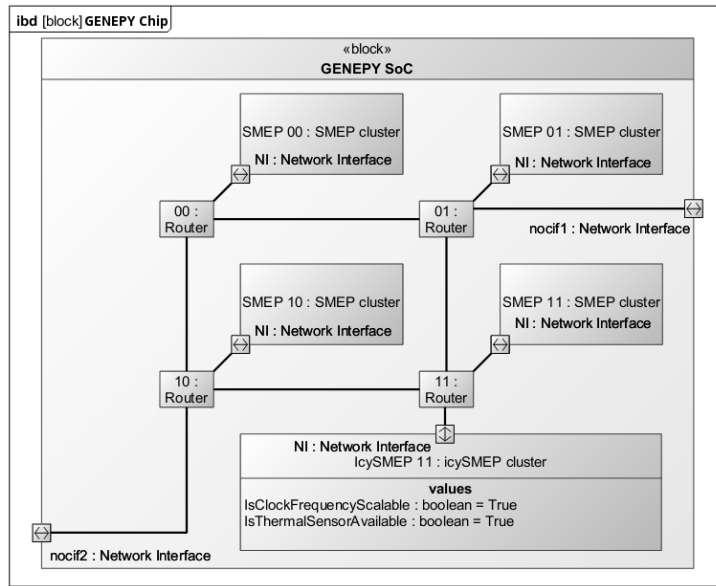 ibd [block] GENEPY Chip
«block»
GENEPY SoC
SMEP 00 : SMEP cluster
NI : Network Interface
SMEP 01 : SMEP cluster
NI : Network Interface
00 :
Router
01 :
Router
nocif1 : Network Interface
SMEP 10 : SMEP cluster
NI : Network Interface
SMEP 11 : SMEP cluster
NI : Network Interface
10 :
Router
11 :
Router
NI : Network Interface
IcySMEP 11 : icySMEP cluster
values
IsClockFrequencyScalable : boolean = True
IsThermalSensorAvailable : boolean = True
nocif2 : Network Interface